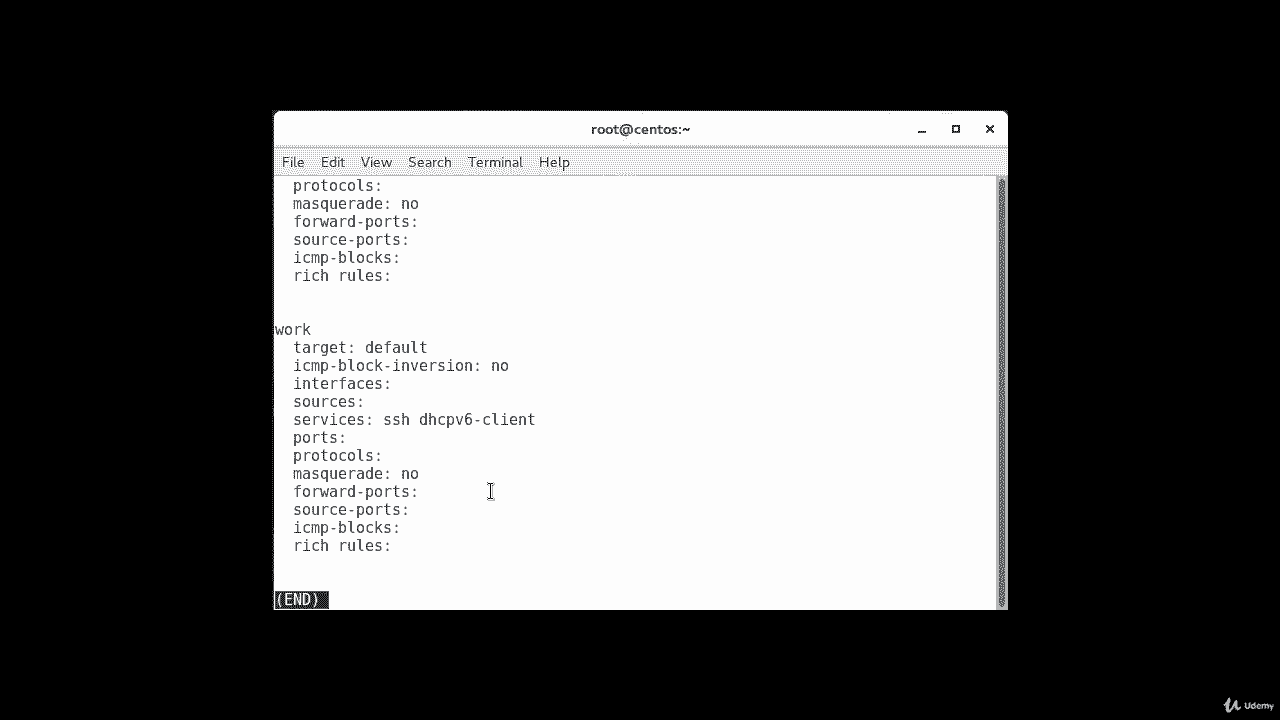 root@centos:~
File Edit View Search Terminal Help
  protocols:
  masquerade: no
  forward-ports:
  source-ports:
  icmp-blocks:
  rich rules:
work
  target: default
  icmp-block-inversion: no
  interfaces:
  sources:
  services: ssh dhcpv6-client
  ports:
  protocols:
  masquerade: no
  forward-ports:
  source-ports:
  icmp-blocks:
  rich rules:
(END)
Udemy